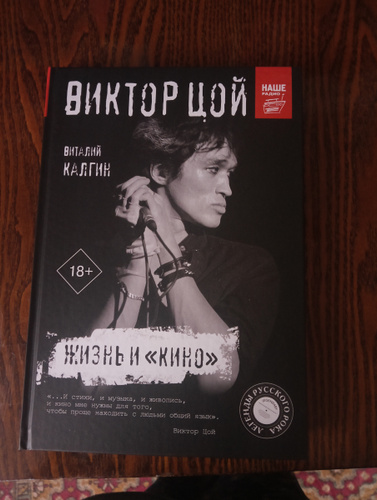 ВИКТОР ЦОЙ
НАШЕ
РАДИО
ВИТАЛИЙ
КАЛГИН
18+
ЖИЗНЬ И «КИНО»
«...И стихи, и музыка, и живопись,
и кино мне нужны для того,
чтобы проще находить с людьми общий язык».
Виктор Цой
ЛЕГЕНДЫ РУССКОГО РОКА